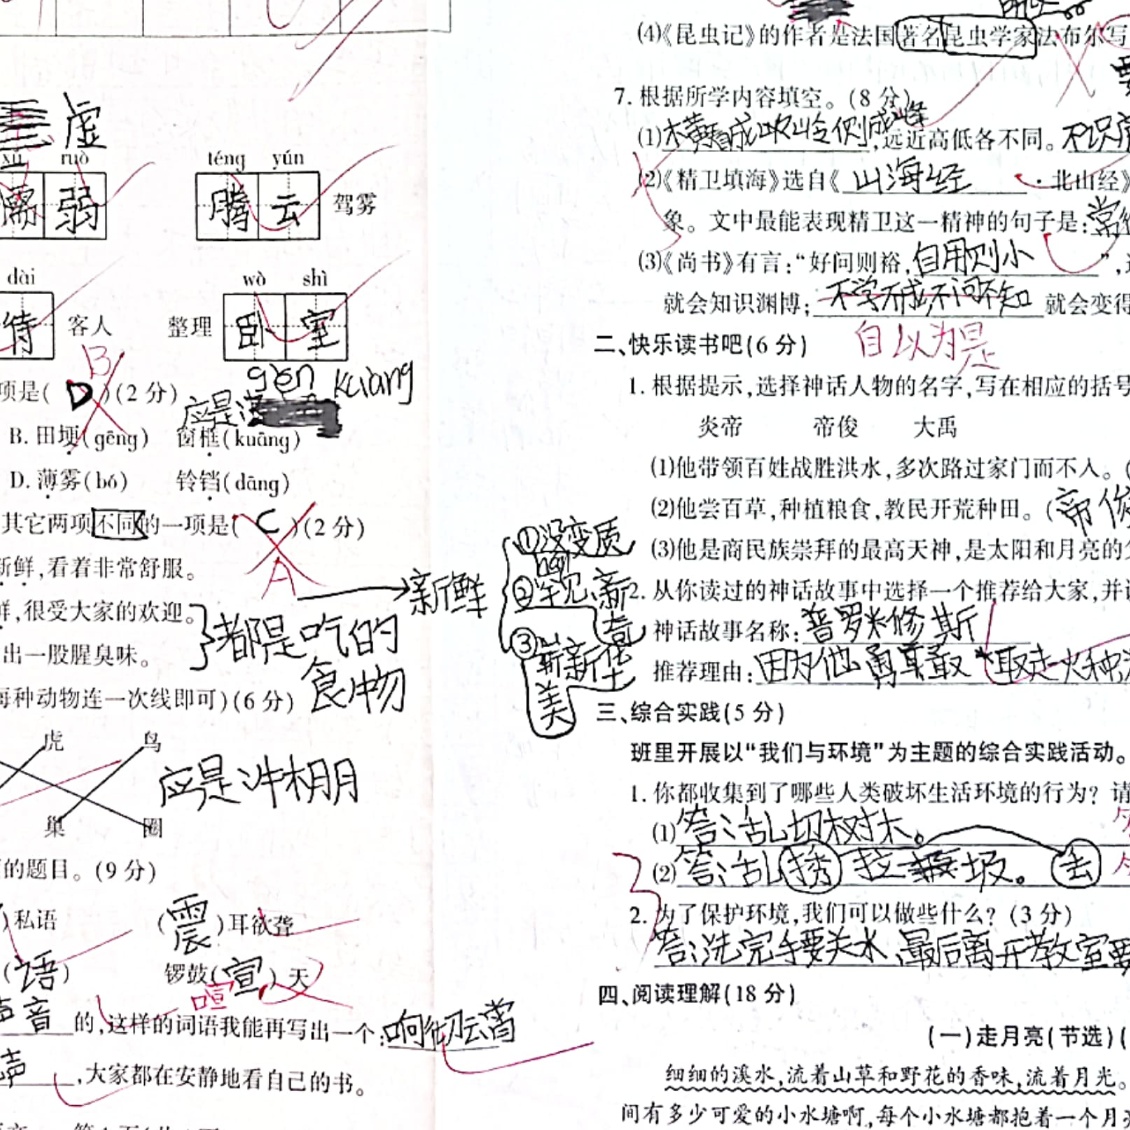 虚
xū ruò
弱
téng yún
腾云 驾雾
dài
待 客人
wò shì
整理 卧室
B
项是( D )(2分)
gěng kuàng
应是
B.田埂(gěng) 窗框(kuāng)
D.薄雾(bó) 铃铛(dāng)
其它两项不同的一项是( C )(2分)
A
新鲜,看着非常舒服。
新鲜
鲜,很受大家的欢迎。
出一股腥臭味。
都是吃的
食物
每种动物连一次线即可)(6分)
虎 鸟
巢 圈
应是冲棚
的题目。(9分)
)私语 (震)耳欲聋
(语) 锣鼓(宣)天
喧
声音 的,这样的词语我能再写出一个:响彻云霄
声 ,大家都在安静地看自己的书。
①没变质
②罕见,新
③
美
(4)《昆虫记》的作者是法国著名昆虫学家法布尔写
7.根据所学内容填空。(8分)
(1)横看成岭侧成峰,远近高低各不同。不识
(2)《精卫填海》选自《 山海经 ·北山经》
象。文中最能表现精卫这一精神的句子是:常
(3)《尚书》有言:“好问则裕,自用则小”,
就会知识渊博;不学不成,不问不知 就会变得
自以为是
二、快乐读书吧(6分)
1.根据提示,选择神话人物的名字,写在相应的括号
炎帝 帝俊 大禹
(1)他带领百姓战胜洪水,多次路过家门而不入。(
(2)他尝百草,种植粮食,教民开荒种田。(帝俊
(3)他是商民族崇拜的最高天神,是太阳和月亮的
2.从你读过的神话故事中选择一个推荐给大家,并
神话故事名称:普罗米修斯
推荐理由:因为他勇敢 取走火种
三、综合实践(5分)
班里开展以“我们与环境”为主题的综合实践活动。
1.你都收集到了哪些人类破坏生活环境的行为?请
(1)答:乱切树木。
(2)答:乱 圾。 去
2.为了保护环境,我们可以做些什么?(3分)
答:洗完手要关水,最后离开教室要
四、阅读理解(18分)
(一)走月亮(节选)(
细细的溪水,流着山草和野花的香味,流着月光。
间有多少可爱的小水塘啊,每个小水塘都抱着一个月亮